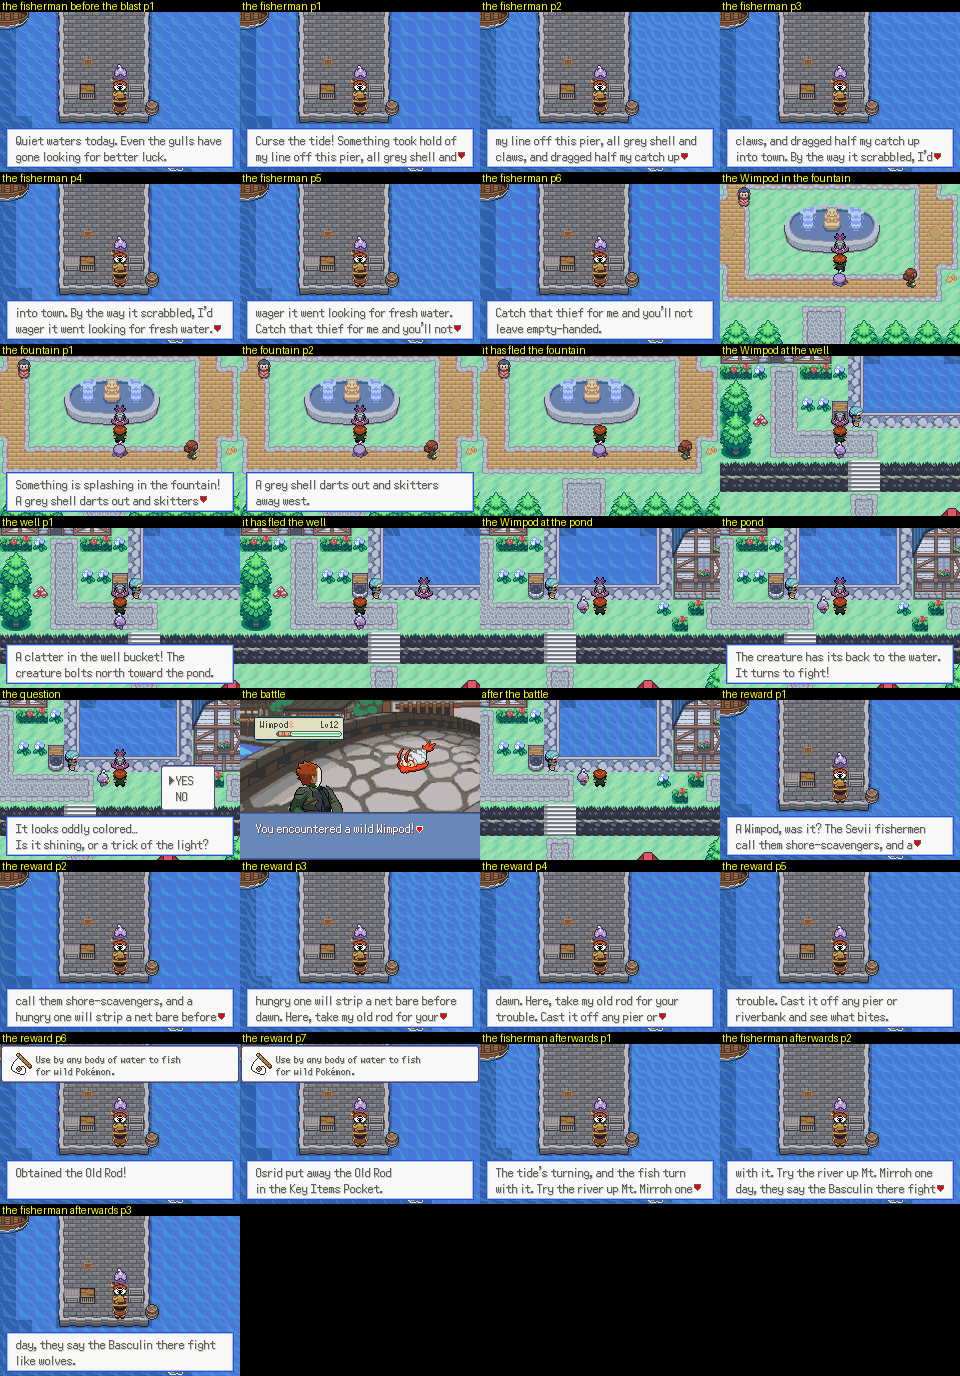 the fisherman before the blast p1
the fisherman p1
the fisherman p2
the fisherman p3
Quiet waters today. Even the gulls have
gone looking for better luck.
Curse the tide! Something took hold of
my line off this pier, all grey shell and
my line off this pier, all grey shell and
claws, and dragged half my catch up
claws, and dragged half my catch up
into town. By the way it scrabbled, I'd
the fisherman p4
the fisherman p5
the fisherman p6
the Wimpod in the fountain
into town. By the way it scrabbled, I'd
wager it went looking for fresh water.
wager it went looking for fresh water.
Catch that thief for me and you'll not
Catch that thief for me and you'll not
leave empty-handed.
the fountain p1
the fountain p2
it has fled the fountain
the Wimpod at the well
Something is splashing in the fountain!
A grey shell darts out and skitters
A grey shell darts out and skitters
away west.
the well p1
it has fled the well
the Wimpod at the pond
the pond
A clatter in the well bucket! The
creature bolts north toward the pond.
The creature has its back to the water.
It turns to fight!
the question
the battle
after the battle
the reward p1
YES
NO
It looks oddly colored...
Is it shining, or a trick of the light?
Wimpod♀ Lv12
You encountered a wild Wimpod!
A Wimpod, was it? The Sevii fishermen
call them shore-scavengers, and a
the reward p2
the reward p3
the reward p4
the reward p5
call them shore-scavengers, and a
hungry one will strip a net bare before
hungry one will strip a net bare before
dawn. Here, take my old rod for your
dawn. Here, take my old rod for your
trouble. Cast it off any pier or
trouble. Cast it off any pier or
riverbank and see what bites.
the reward p6
the reward p7
the fisherman afterwards p1
the fisherman afterwards p2
Use by any body of water to fish
for wild Pokémon.
Obtained the Old Rod!
Use by any body of water to fish
for wild Pokémon.
Osrid put away the Old Rod
in the Key Items Pocket.
The tide's turning, and the fish turn
with it. Try the river up Mt. Mirroh one
with it. Try the river up Mt. Mirroh one
day, they say the Basculin there fight
the fisherman afterwards p3
day, they say the Basculin there fight
like wolves.